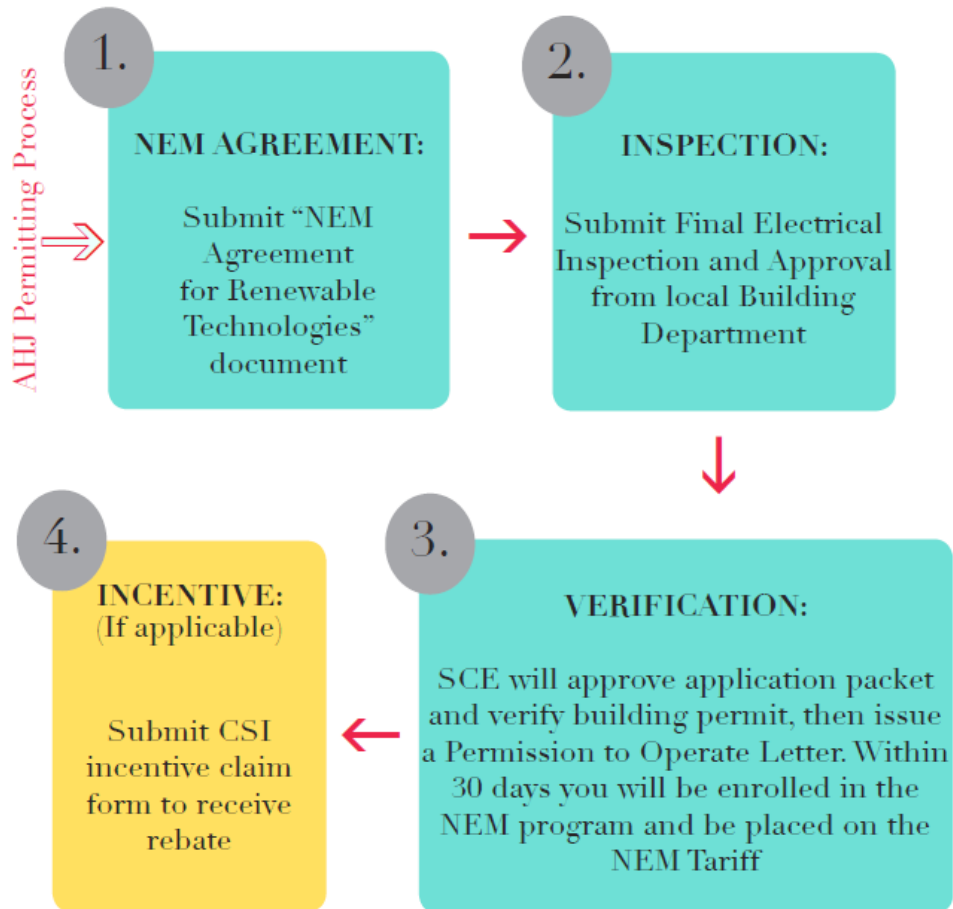 AHJ Permitting Process
1.
NEM AGREEMENT:
Submit “NEM
Agreement
for Renewable
Technologies”
document
2.
INSPECTION:
Submit Final Electrical
Inspection and Approval
from local Building
Department
3.
VERIFICATION:
SCE will approve application packet
and verify building permit, then issue
a Permission to Operate Letter. Within
30 days you will be enrolled in the
NEM program and be placed on the
NEM Tariff
4.
INCENTIVE:
(If applicable)
Submit CSI
incentive claim
form to receive
rebate